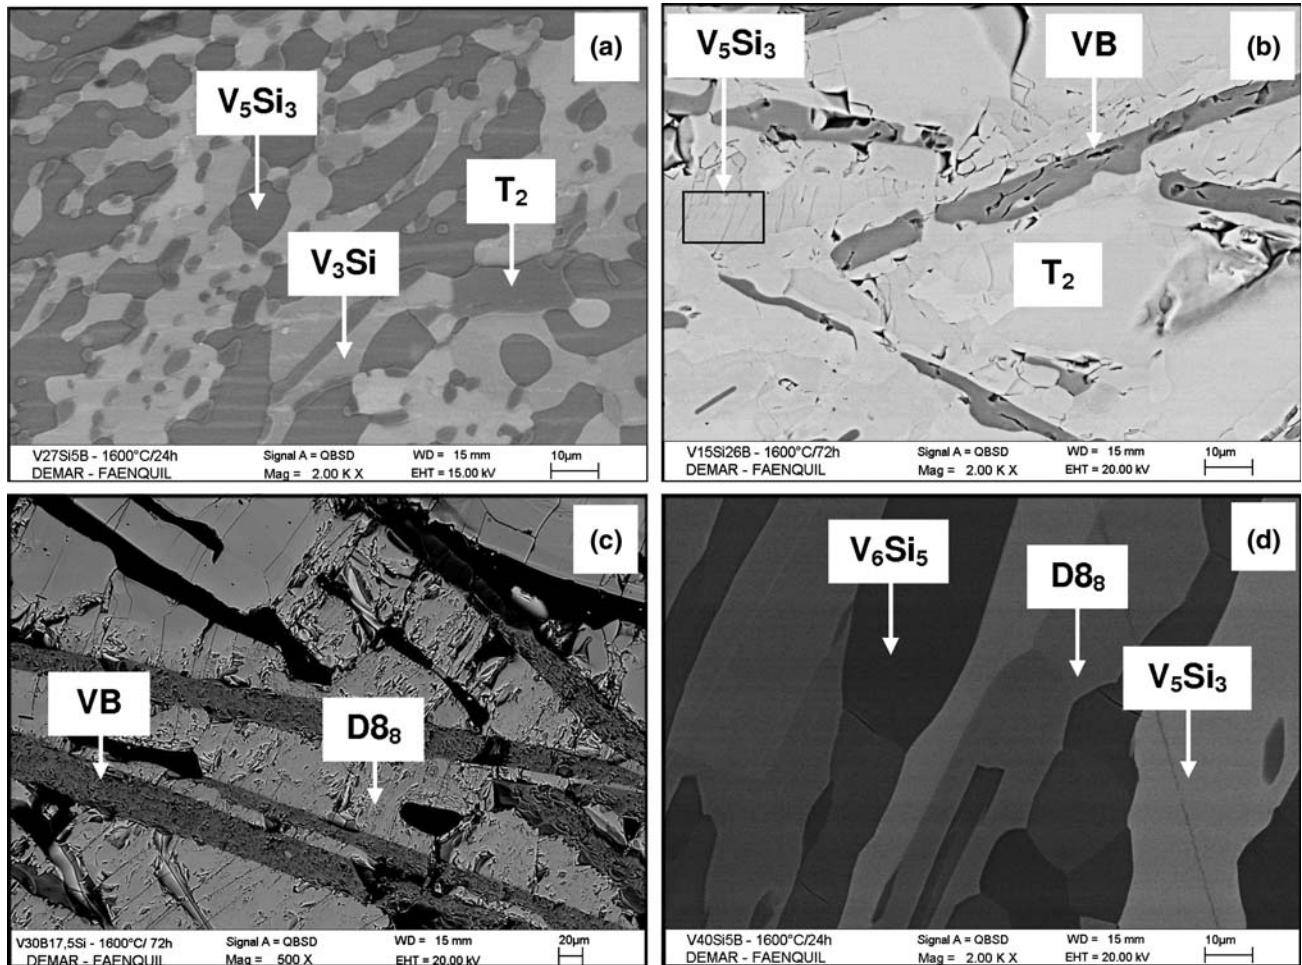 (a)
V5Si3
T2
V3Si
V27Si5B - 1600°C/24h Signal A = QBSD WD = 15 mm 10µm
DEMAR - FAENQUIL Mag = 2.00 K X EHT = 15.00 kV
(b)
V5Si3 VB
T2
V15Si26B - 1600°C/72h Signal A = QBSD WD = 15 mm 10µm
DEMAR - FAENQUIL Mag = 2.00 K X EHT = 20.00 kV
(c)
VB D88
V30B17,5Si - 1600°C/ 72h Signal A = QBSD WD = 15 mm 20µm
DEMAR - FAENQUIL Mag = 500 X EHT = 20.00 kV
(d)
V6Si5
D88
V5Si3
V40Si5B - 1600°C/24h Signal A = QBSD WD = 15 mm 10µm
DEMAR - FAENQUIL Mag = 2.00 K X EHT = 20.00 kV